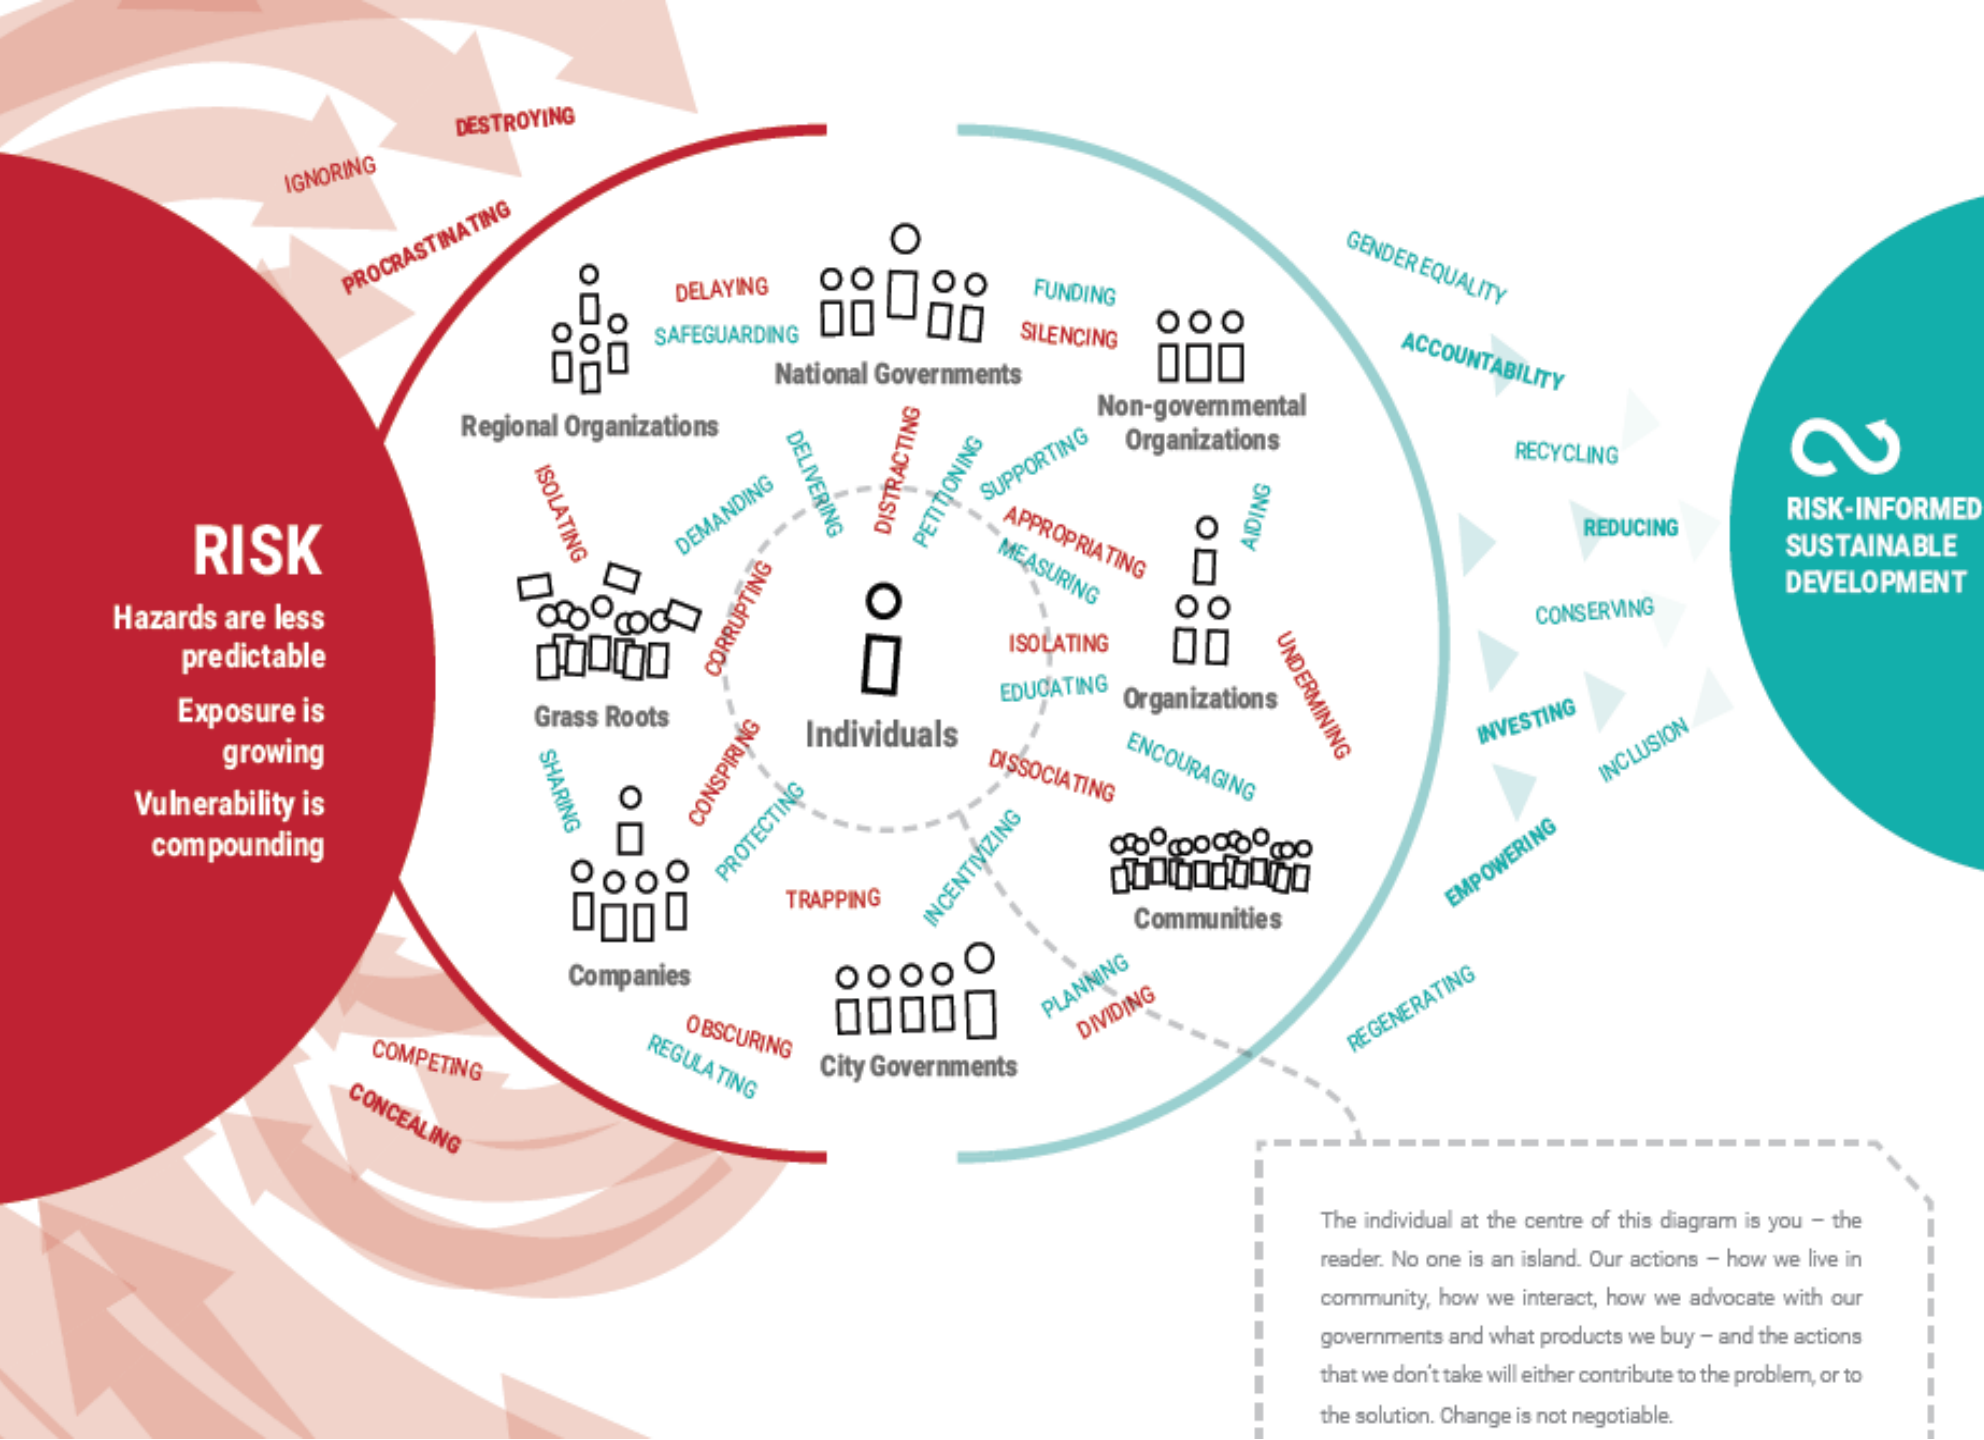 DESTROYING
IGNORING
PROCRASTINATING
RISK
Hazards are less
predictable
Exposure is
growing
Vulnerability is
compounding
COMPETING
CONCEALING
DELAYING
SAFEGUARDING
National Governments
FUNDING
SILENCING
Regional Organizations
Non-governmental
Organizations
ISOLATING
DEMANDING
DELIVERING
DISTRACTING
PETITIONING
SUPPORTING
APPROPRIATING
MEASURING
AIDING
CORRUPTING
ISOLATING
EDUCATING
Grass Roots
Individuals
Organizations
UNDERMINING
SHARING
CONSPIRING
PROTECTING
DISSOCIATING
ENCOURAGING
TRAPPING
INCENTIVIZING
Communities
Companies
PLANNING
DIVIDING
OBSCURING
REGULATING
City Governments
GENDER EQUALITY
ACCOUNTABILITY
RECYCLING
REDUCING
CONSERVING
INVESTING
INCLUSION
EMPOWERING
REGENERATING
RISK-INFORMED
SUSTAINABLE
DEVELOPMENT
The individual at the centre of this diagram is you – the
reader. No one is an island. Our actions – how we live in
community, how we interact, how we advocate with our
governments and what products we buy – and the actions
that we don't take will either contribute to the problem, or to
the solution. Change is not negotiable.